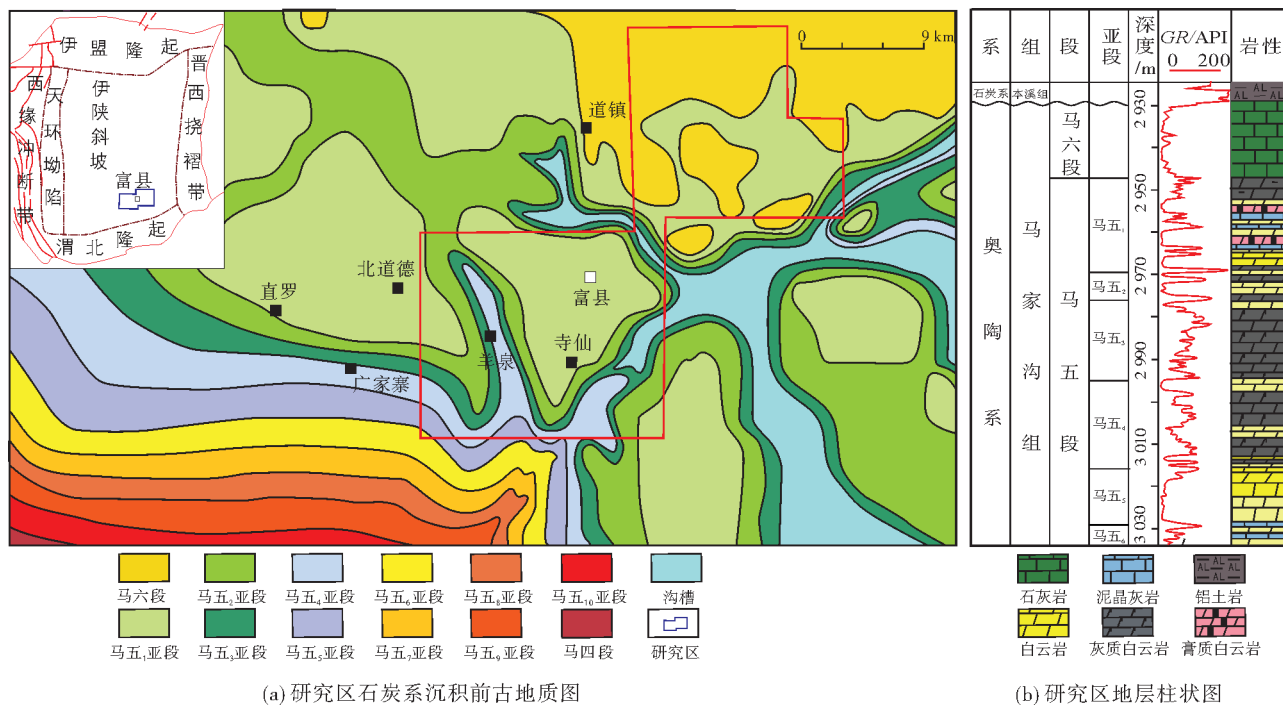 伊盟隆起
晋西挠褶带
西缘冲断带
天环坳陷
伊陕斜坡
富县
渭北隆起
0 9 km
道镇
北道德
直罗
富县
羊泉
寺仙
广家寨
马六段
马五₂亚段
马五₄亚段
马五₆亚段
马五₈亚段
马五₁₀亚段
沟槽
马五₁亚段
马五₃亚段
马五₅亚段
马五₇亚段
马五₉亚段
马四段
研究区
(a) 研究区石炭系沉积前古地质图
系
组
段
亚段
深度/m
GR/API
0 200
岩性
石炭系
本溪组
奥陶系
马家沟组
马六段
马五段
马五₁
马五₂
马五₃
马五₄
马五₅
马五₆
2 930
2 950
2 970
2 990
3 010
3 030
石灰岩
泥晶灰岩
AL
AL AL
AL
铝土岩
白云岩
灰质白云岩
膏质白云岩
(b) 研究区地层柱状图